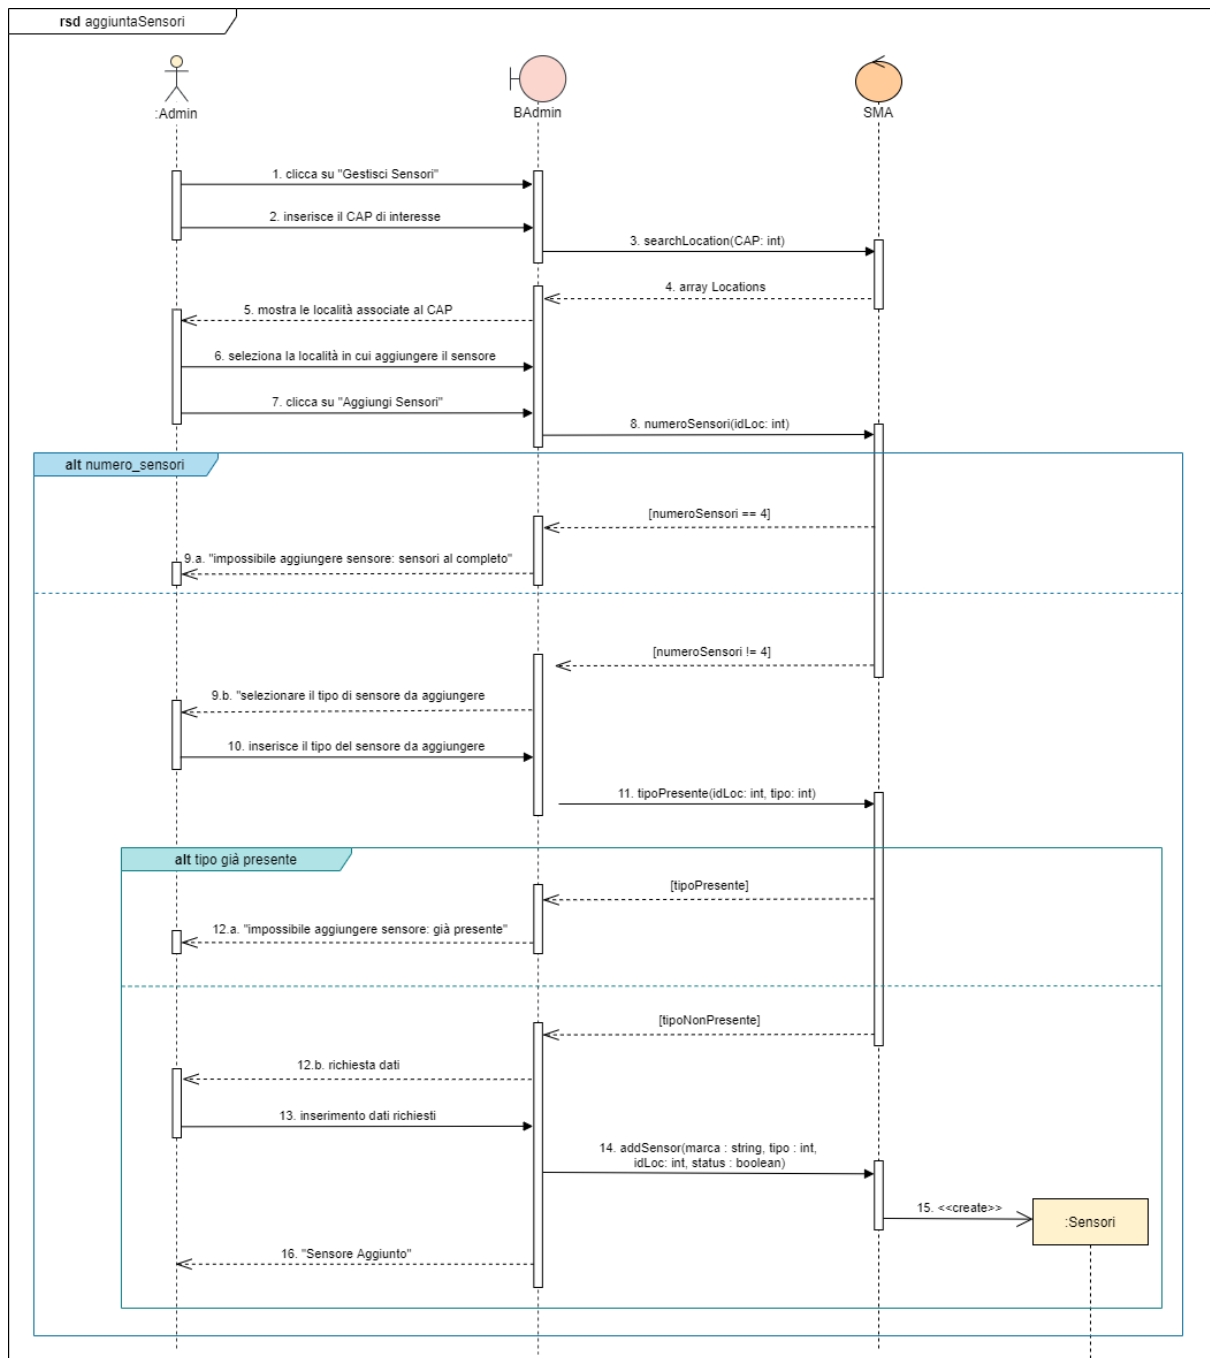 rsd aggiuntaSensori
:Admin
BAdmin
SMA
1. clicca su "Gestisci Sensori"
2. inserisce il CAP di interesse
3. searchLocation(CAP: int)
4. array Locations
5. mostra le località associate al CAP
6. seleziona la località in cui aggiungere il sensore
7. clicca su "Aggiungi Sensori"
8. numeroSensori(idLoc: int)
alt numero_sensori
[numeroSensori == 4]
9.a. "impossibile aggiungere sensore: sensori al completo"
[numeroSensori != 4]
9.b. "selezionare il tipo di sensore da aggiungere
10. inserisce il tipo del sensore da aggiungere
11. tipoPresente(idLoc: int, tipo: int)
alt tipo già presente
[tipoPresente]
12.a. "impossibile aggiungere sensore: già presente"
[tipoNonPresente]
12.b. richiesta dati
13. inserimento dati richiesti
14. addSensor(marca : string, tipo : int,
idLoc: int, status : boolean)
15. <<create>>
:Sensori
16. "Sensore Aggiunto"